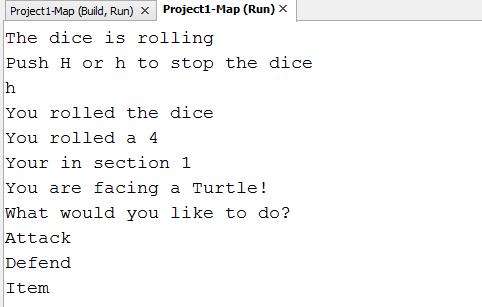 Project1-Map (Build, Run) × Project1-Map (Run) ×
The dice is rolling
Push H or h to stop the dice
h
You rolled the dice
You rolled a 4
Your in section 1
You are facing a Turtle!
What would you like to do?
Attack
Defend
Item